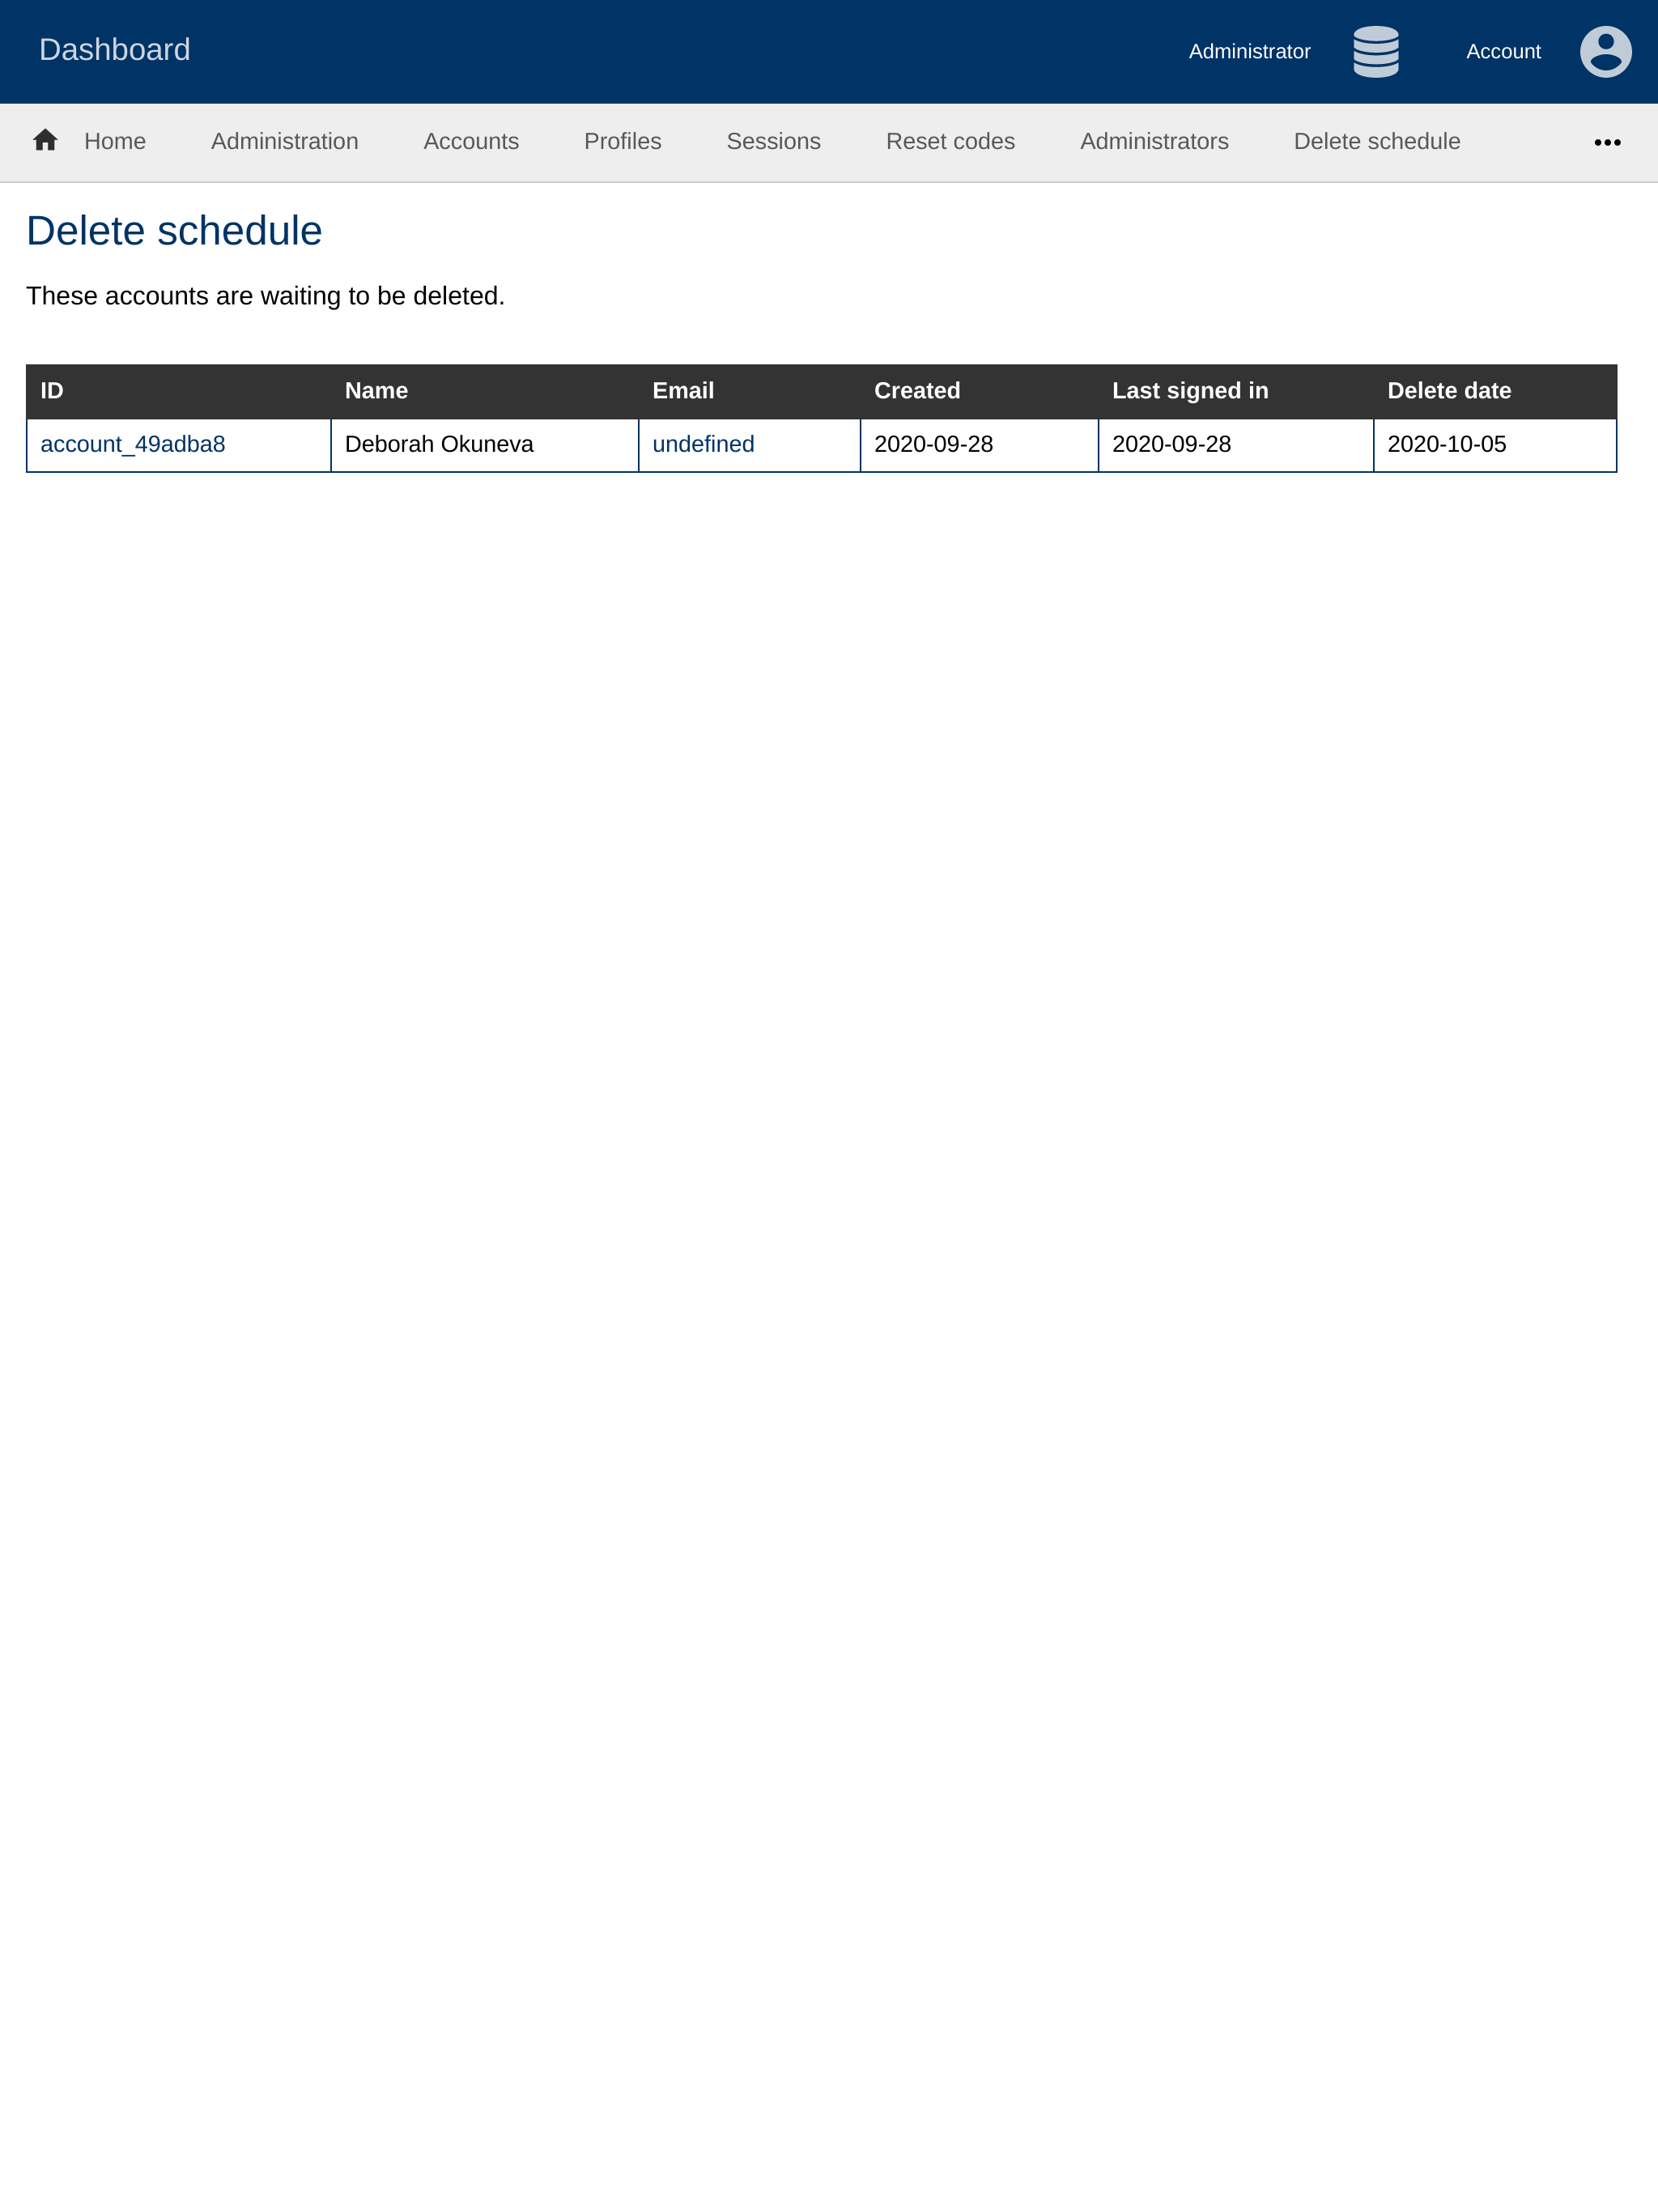 Dashboard
Administrator
Account
Home Administration Accounts Profiles Sessions Reset codes Administrators Delete schedule
Delete schedule
These accounts are waiting to be deleted.
ID Name Email Created Last signed in Delete date
account_49adba8 Deborah Okuneva undefined 2020-09-28 2020-09-28 2020-10-05